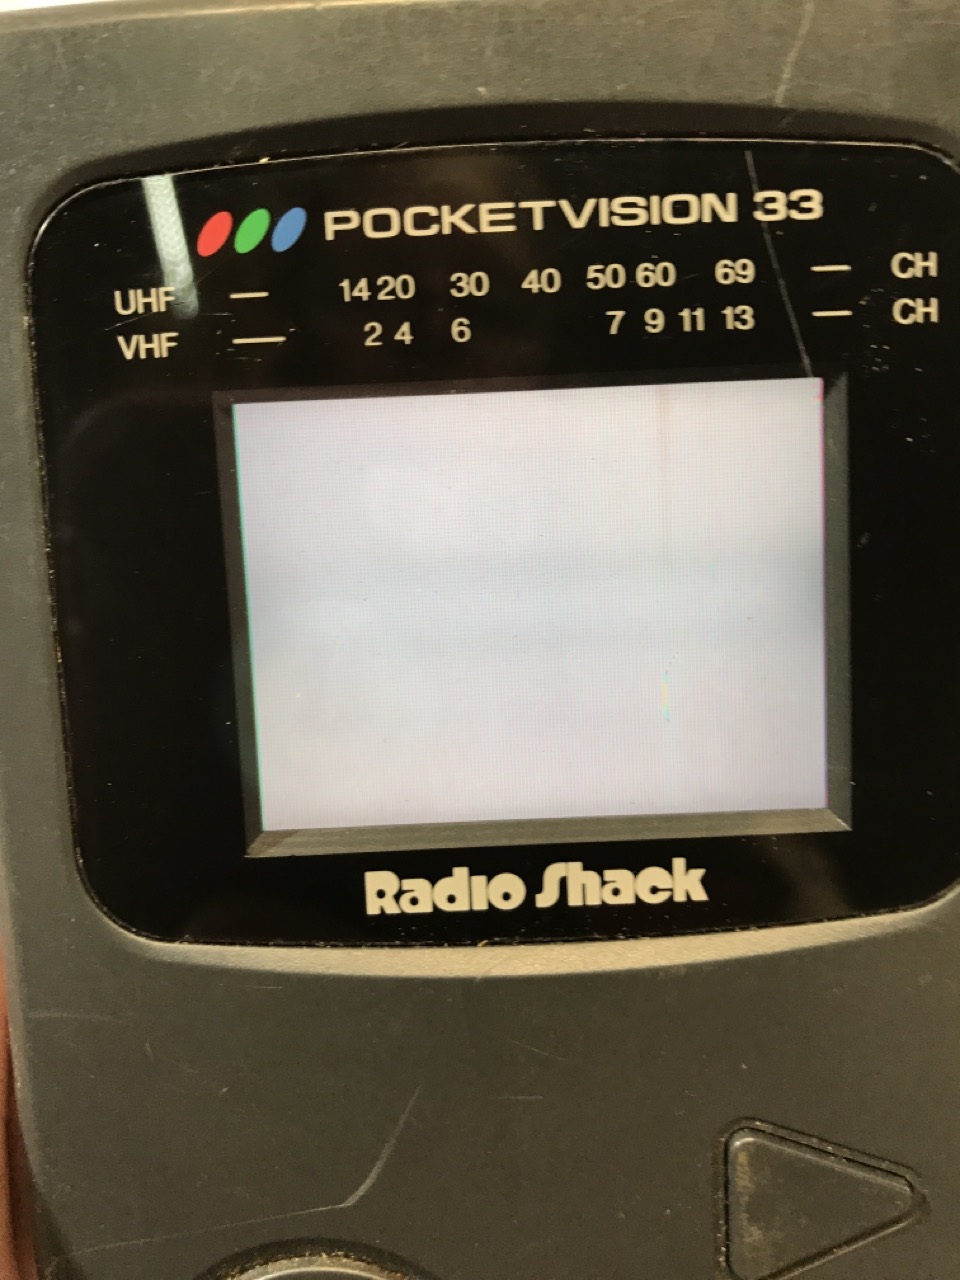 POCKETVISION 33
UHF — 14 20 30 40 50 60 69 — CH
VHF — 2 4 6 7 9 11 13 — CH
Radio Shack